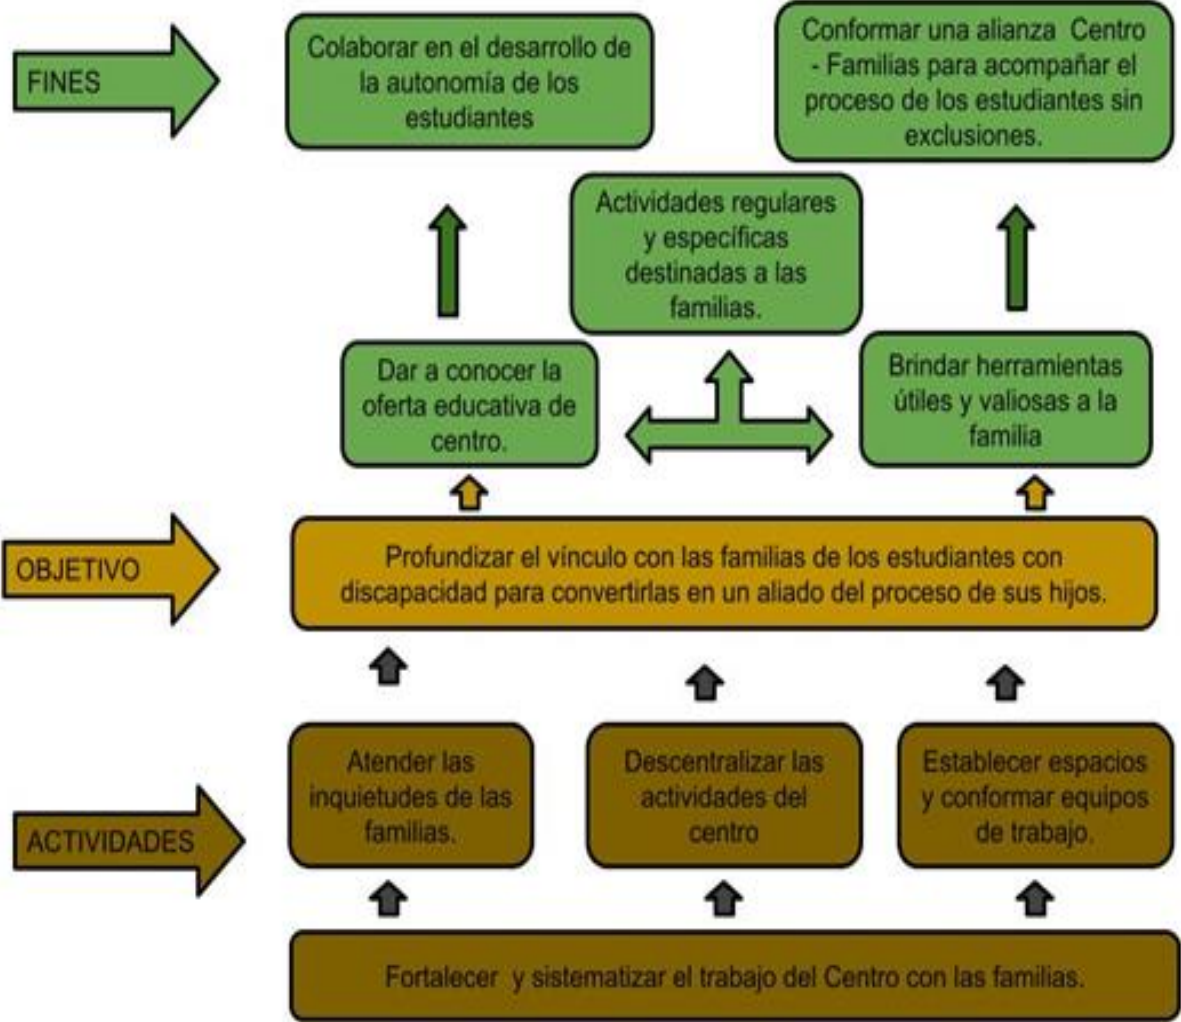 FINES
Colaborar en el desarrollo de
la autonomía de los
estudiantes
Conformar una alianza Centro
- Familias para acompañar el
proceso de los estudiantes sin
exclusiones.
Actividades regulares
y específicas
destinadas a las
familias.
Dar a conocer la
oferta educativa de
centro.
Brindar herramientas
útiles y valiosas a la
familia
OBJETIVO
Profundizar el vínculo con las familias de los estudiantes con
discapacidad para convertirlas en un aliado del proceso de sus hijos.
ACTIVIDADES
Atender las
inquietudes de las
familias.
Descentralizar las
actividades del
centro
Establecer espacios
y conformar equipos
de trabajo.
Fortalecer y sistematizar el trabajo del Centro con las familias.